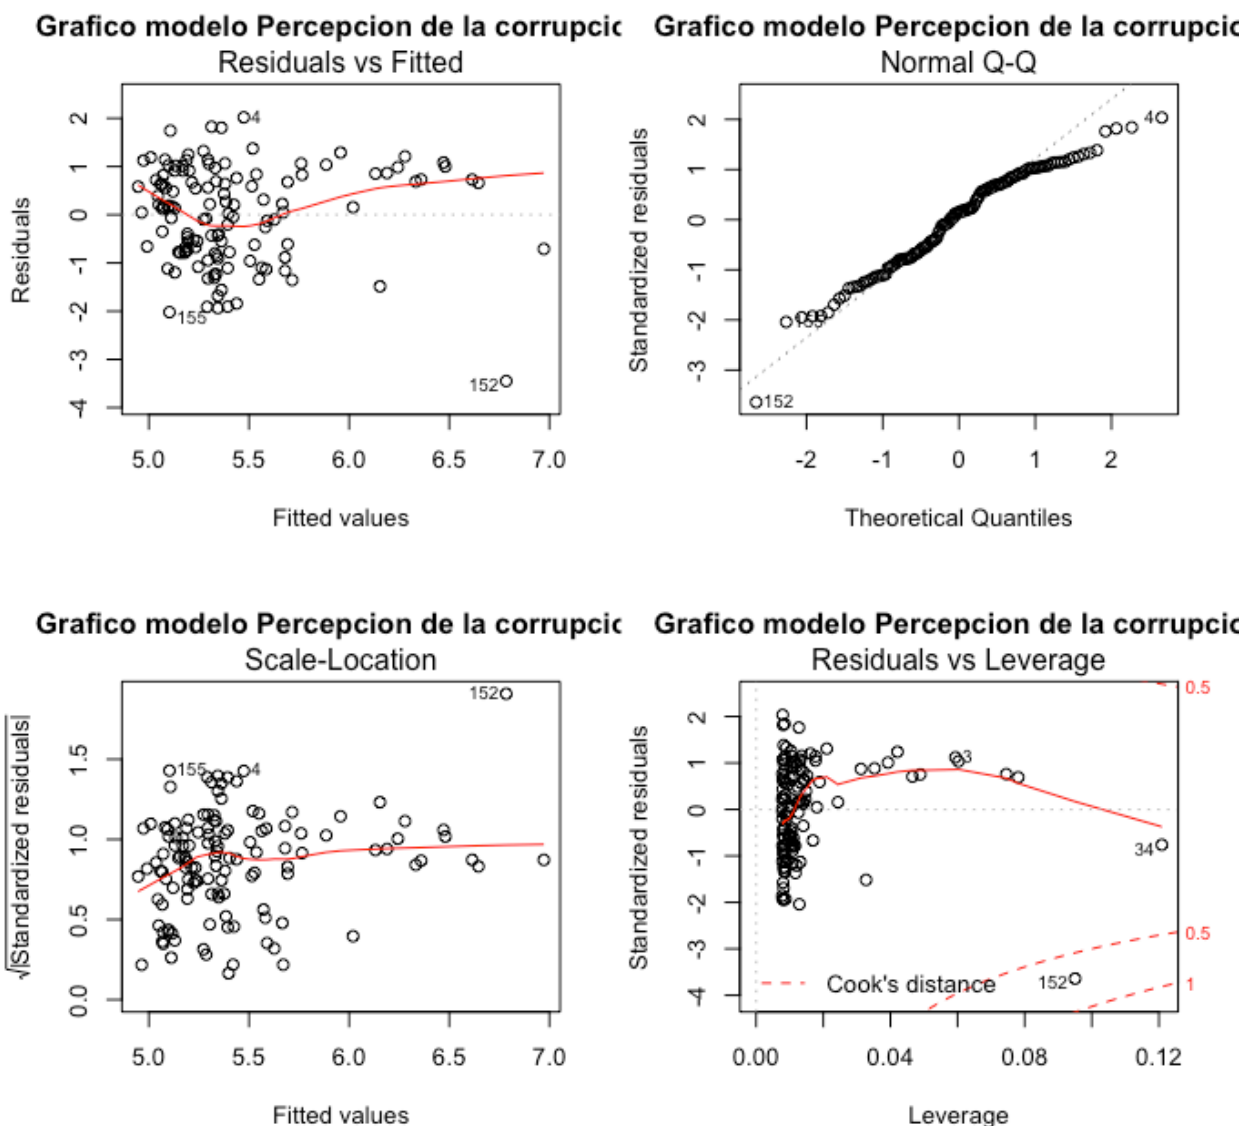 Grafico modelo Percepcion de la corrupcic
Residuals vs Fitted
Residuals
2
1
0
-1
-2
-3
-4
4
155
152
5.0 5.5 6.0 6.5 7.0
Fitted values
Grafico modelo Percepcion de la corrupcic
Normal Q-Q
Standardized residuals
2
1
0
-1
-2
-3
4
155
152
-2 -1 0 1 2
Theoretical Quantiles
Grafico modelo Percepcion de la corrupcic
Scale-Location
√|Standardized residuals|
1.5
1.0
0.5
0.0
152
155
4
5.0 5.5 6.0 6.5 7.0
Fitted values
Grafico modelo Percepcion de la corrupcic
Residuals vs Leverage
Standardized residuals
2
1
0
-1
-2
-3
-4
0.5
3
34
0.5
152
1
Cook's distance
0.00 0.04 0.08 0.12
Leverage